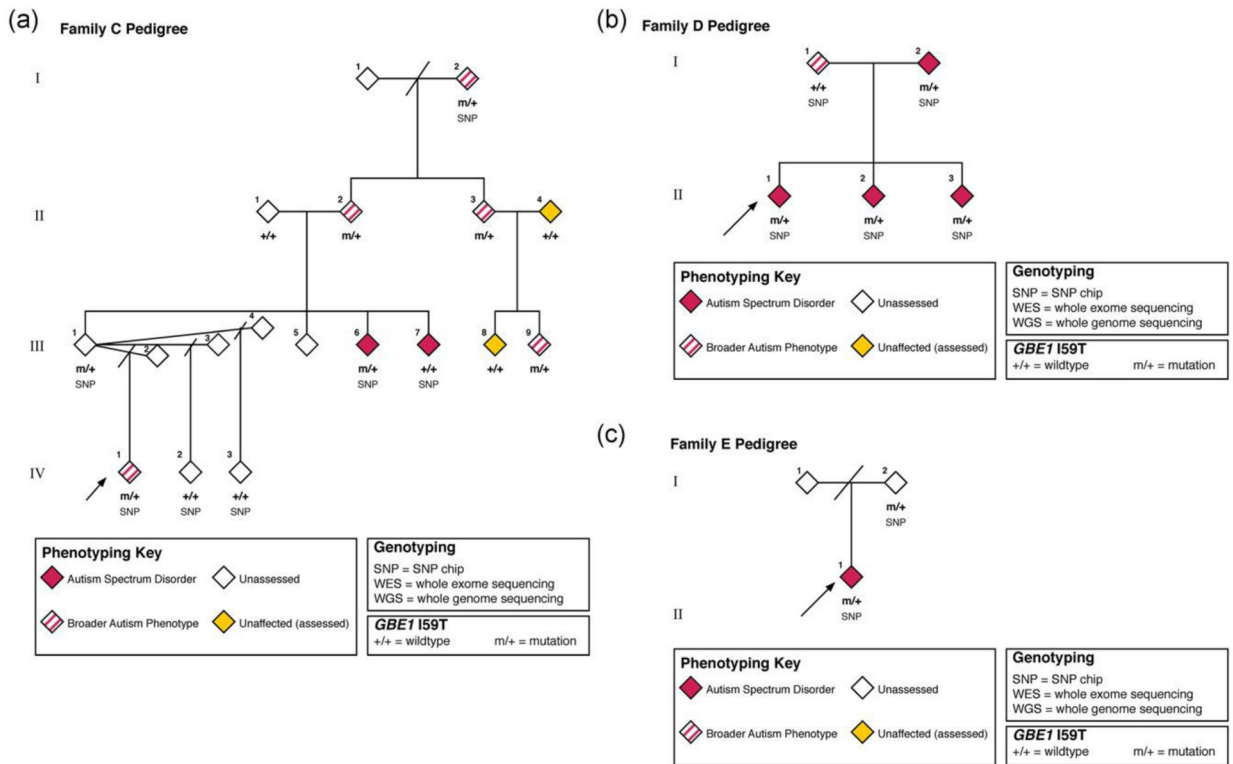 (a)
Family C Pedigree
I
1
2
m/+
SNP
II
1
2
3
4
+/+
m/+
m/+
+/+
III
1
2
3
4
5
6
7
8
9
m/+
SNP
m/+
SNP
+/+
SNP
+/+
m/+
IV
1
2
3
m/+
+/+
+/+
SNP
SNP
SNP
Phenotyping Key
Autism Spectrum Disorder
Unassessed
Broader Autism Phenotype
Unaffected (assessed)
Genotyping
SNP = SNP chip
WES = whole exome sequencing
WGS = whole genome sequencing
GBE1 I59T
+/+ = wildtype m/+ = mutation
(b)
Family D Pedigree
I
1
2
+/+
m/+
SNP
SNP
II
1
2
3
m/+
m/+
m/+
SNP
SNP
SNP
Phenotyping Key
Autism Spectrum Disorder
Unassessed
Broader Autism Phenotype
Unaffected (assessed)
Genotyping
SNP = SNP chip
WES = whole exome sequencing
WGS = whole genome sequencing
GBE1 I59T
+/+ = wildtype m/+ = mutation
(c)
Family E Pedigree
I
1
2
m/+
SNP
1
m/+
SNP
II
Phenotyping Key
Autism Spectrum Disorder
Unassessed
Broader Autism Phenotype
Unaffected (assessed)
Genotyping
SNP = SNP chip
WES = whole exome sequencing
WGS = whole genome sequencing
GBE1 I59T
+/+ = wildtype m/+ = mutation